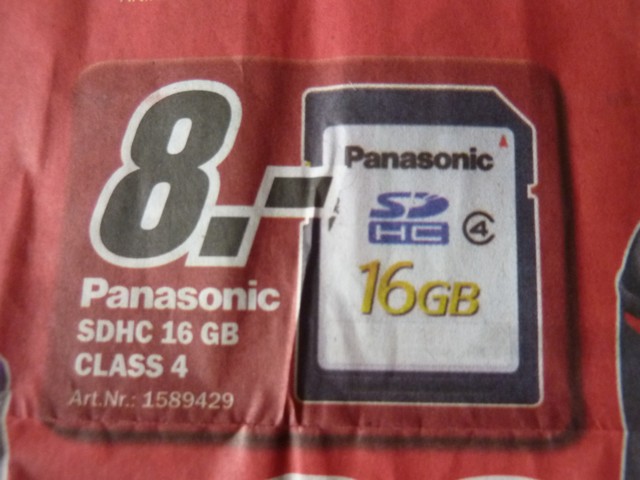 8.-
Panasonic
SDHC 16 GB
CLASS 4
Art.Nr.: 1589429
Panasonic
SD
HC 4
16GB